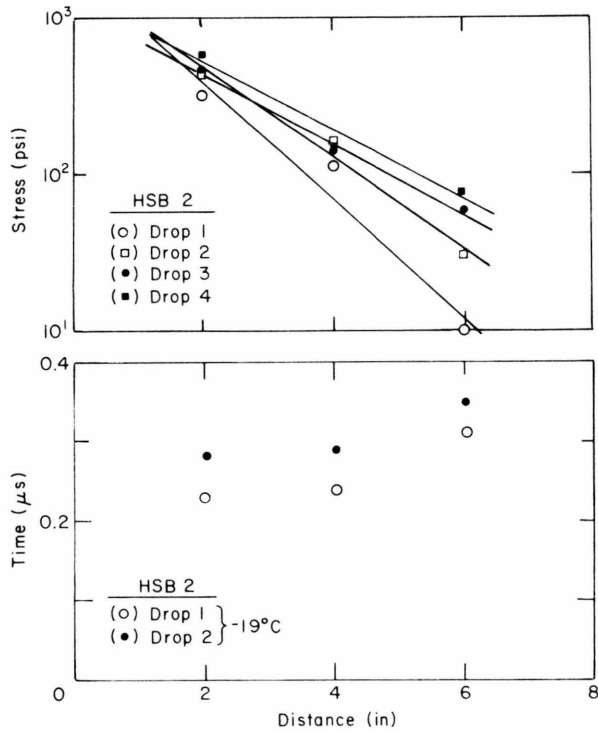 10³
Stress (psi)
10²
HSB 2
(○) Drop 1
(□) Drop 2
(●) Drop 3
(■) Drop 4
10¹
0.4
Time (μs)
0.2
HSB 2
(○) Drop 1
(●) Drop 2
-19°C
0
2
4
6
8
Distance (in)